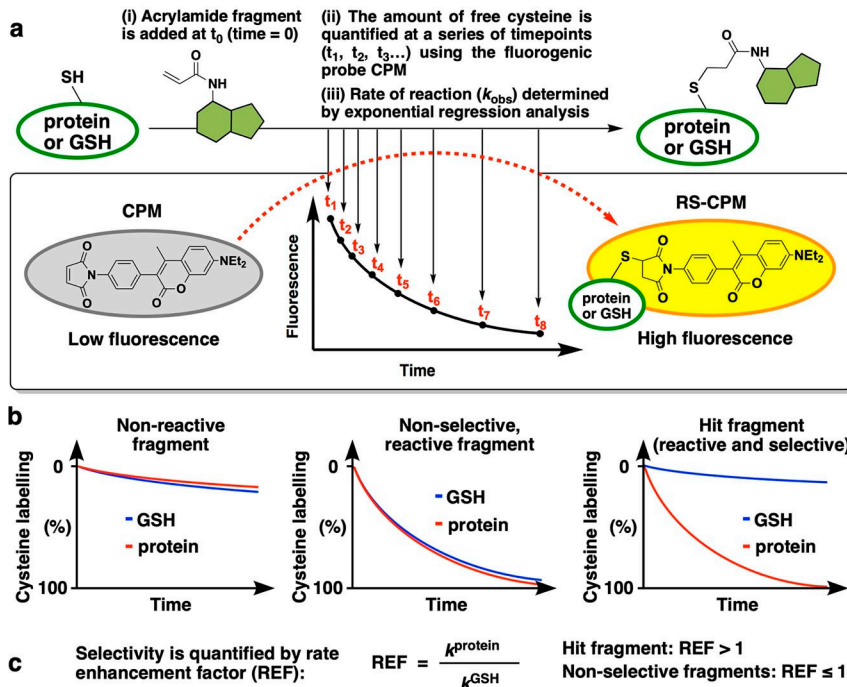 a
(i) Acrylamide fragment
is added at t0 (time = 0)
(ii) The amount of free cysteine is
quantified at a series of timepoints
(t1, t2, t3...) using the fluorogenic
probe CPM
(iii) Rate of reaction (kobs) determined
by exponential regression analysis
SH
protein
or GSH
O
NH
O
NH
S
protein
or GSH
CPM
O
N
O
O
O
NEt2
Low fluorescence
Fluorescence
t1
t2
t3
t4
t5
t6
t7
t8
Time
RS-CPM
S
O
N
O
O
O
NEt2
protein
or GSH
High fluorescence
b
Non-reactive
fragment
Cysteine labelling
(%)
0
100
GSH
protein
Time
Non-selective,
reactive fragment
Cysteine labelling
(%)
0
100
GSH
protein
Time
Hit fragment
(reactive and selective)
Cysteine labelling
(%)
0
100
GSH
protein
Time
c
Selectivity is quantified by rate
enhancement factor (REF):
REF = kprotein
kGSH
Hit fragment: REF > 1
Non-selective fragments: REF ≤ 1